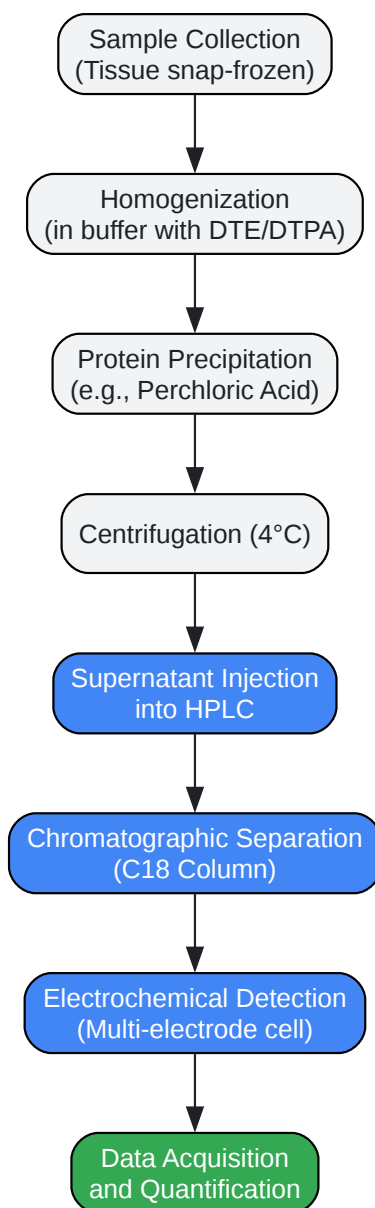 Sample Collection
(Tissue snap-frozen)
Homogenization
(in buffer with DTE/DTPA)
Protein Precipitation
(e.g., Perchloric Acid)
Centrifugation (4°C)
Supernatant Injection
into HPLC
Chromatographic Separation
(C18 Column)
Electrochemical Detection
(Multi-electrode cell)
Data Acquisition
and Quantification